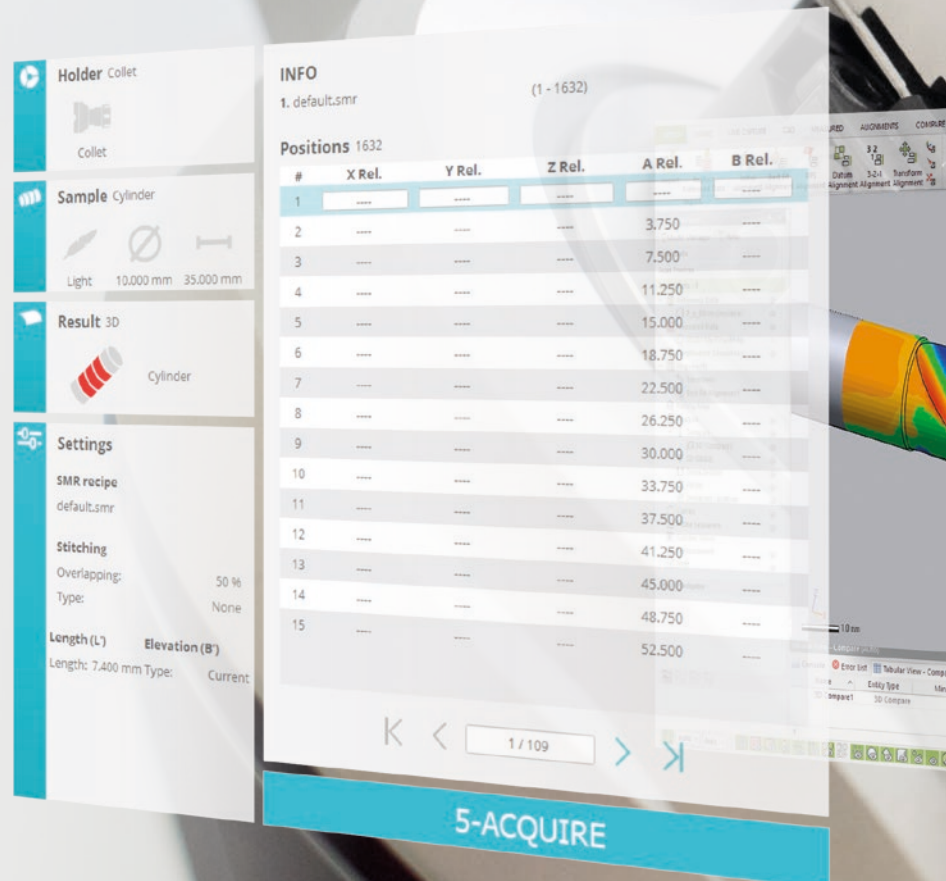 Holder Collet
Collet
Sample Cylinder
Light 10.000 mm 35.000 mm
Result 3D
Cylinder
Settings
SMR recipe
default.smr
Stitching
Overlapping: 50 %
Type: None
Length (L') Elevation (B')
Length: 7.400 mm Type: Current
INFO
1. default.smr (1 - 1632)
Positions 1632
# X Rel. Y Rel. Z Rel. A Rel. B Rel.
1 ---- ---- ---- ---- ----
2 ---- ---- ---- 3.750 ----
3 ---- ---- ---- 7.500 ----
4 ---- ---- ---- 11.250 ----
5 ---- ---- ---- 15.000 ----
6 ---- ---- ---- 18.750 ----
7 ---- ---- ---- 22.500 ----
8 ---- ---- ---- 26.250 ----
9 ---- ---- ---- 30.000 ----
10 ---- ---- ---- 33.750 ----
11 ---- ---- ---- 37.500 ----
12 ---- ---- ---- 41.250 ----
13 ---- ---- ---- 45.000 ----
14 ---- ---- ---- 48.750 ----
15 ---- ---- ---- 52.500 ----
1 / 109
5-ACQUIRE
ALIGNMENTS COMPARE
Datum 3-2-1 Transform
Alignment Alignment Alignment
10 mm
Error List Tabular View - Compa
Entity Type
3D Compare